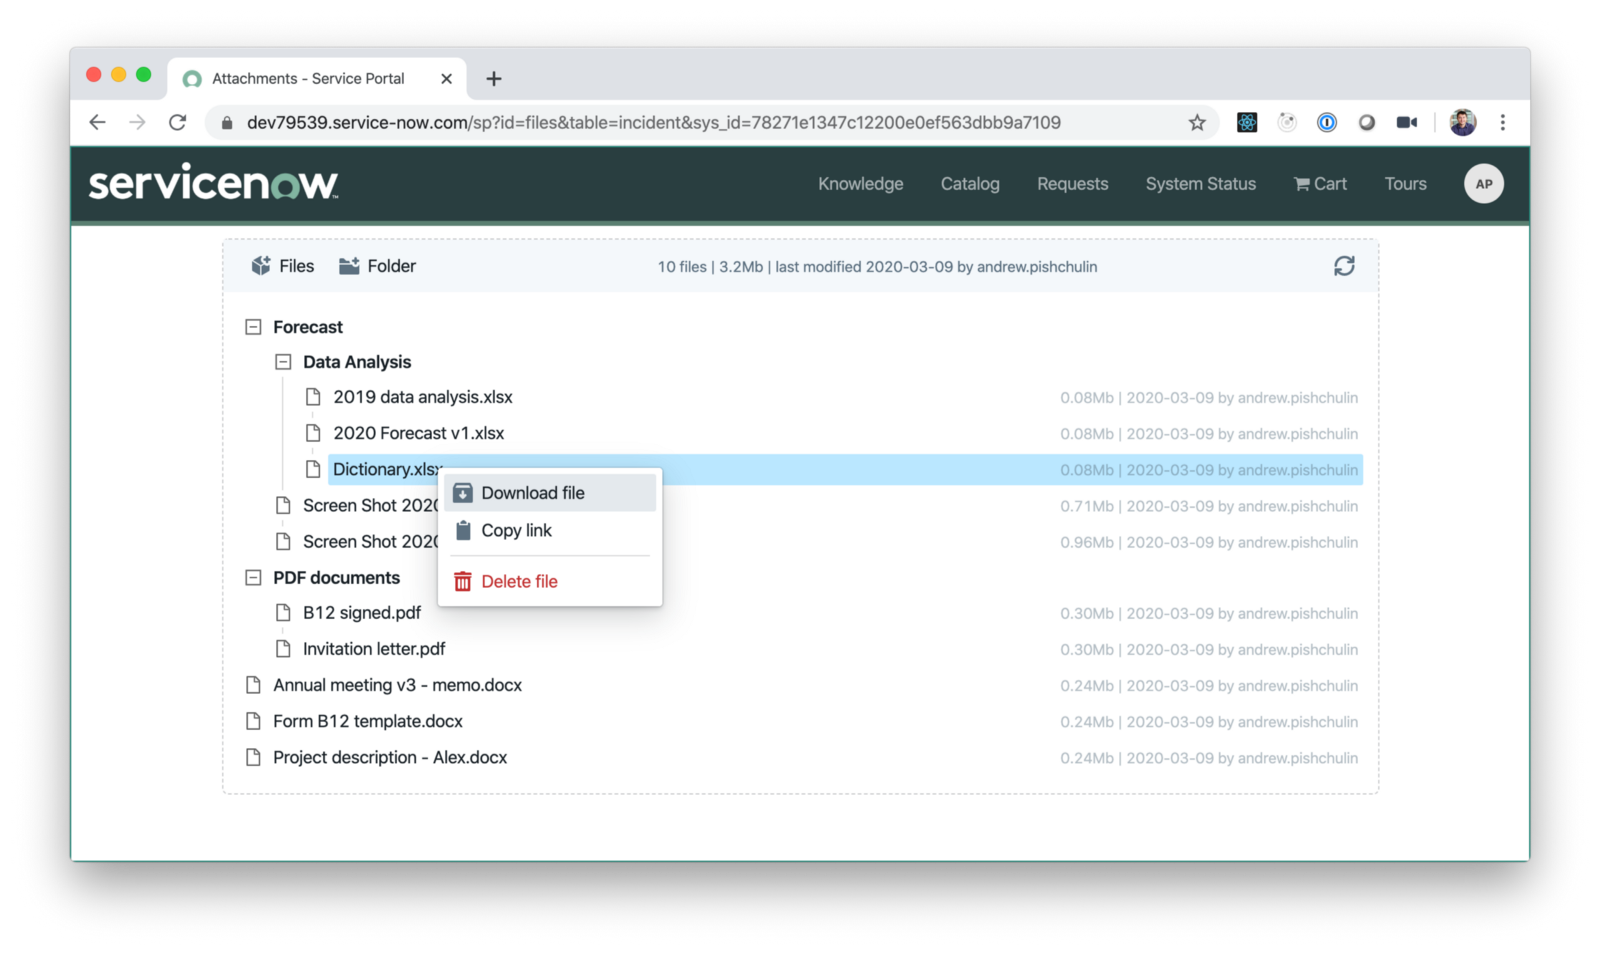 Attachments - Service Portal
dev79539.service-now.com/sp?id=files&table=incident&sys_id=78271e1347c12200e0ef563dbb9a7109
servicenow™ Knowledge Catalog Requests System Status Cart Tours AP
Files Folder 10 files | 3.2Mb | last modified 2020-03-09 by andrew.pishchulin
Forecast
Data Analysis
2019 data analysis.xlsx 0.08Mb | 2020-03-09 by andrew.pishchulin
2020 Forecast v1.xlsx 0.08Mb | 2020-03-09 by andrew.pishchulin
Dictionary.xlsx 0.08Mb | 2020-03-09 by andrew.pishchulin
Download file
Screen Shot 2020 0.71Mb | 2020-03-09 by andrew.pishchulin
Copy link
Screen Shot 2020 0.96Mb | 2020-03-09 by andrew.pishchulin
PDF documents
Delete file
B12 signed.pdf 0.30Mb | 2020-03-09 by andrew.pishchulin
Invitation letter.pdf 0.30Mb | 2020-03-09 by andrew.pishchulin
Annual meeting v3 - memo.docx 0.24Mb | 2020-03-09 by andrew.pishchulin
Form B12 template.docx 0.24Mb | 2020-03-09 by andrew.pishchulin
Project description - Alex.docx 0.24Mb | 2020-03-09 by andrew.pishchulin